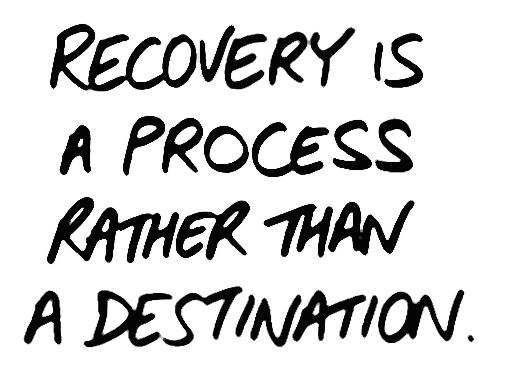 RECOVERY IS
A PROCESS
RATHER THAN
A DESTINATION.